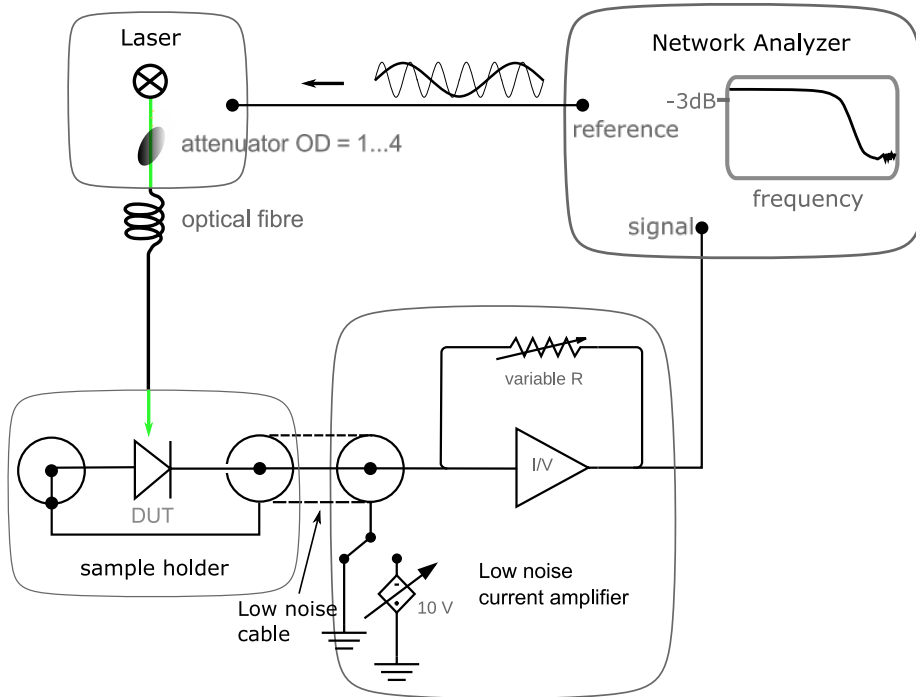 Laser
Network Analyzer
-3dB
reference
attenuator OD = 1...4
frequency
optical fibre
signal
variable R
I/V
DUT
sample holder
Low noise
cable
10 V
Low noise
current amplifier